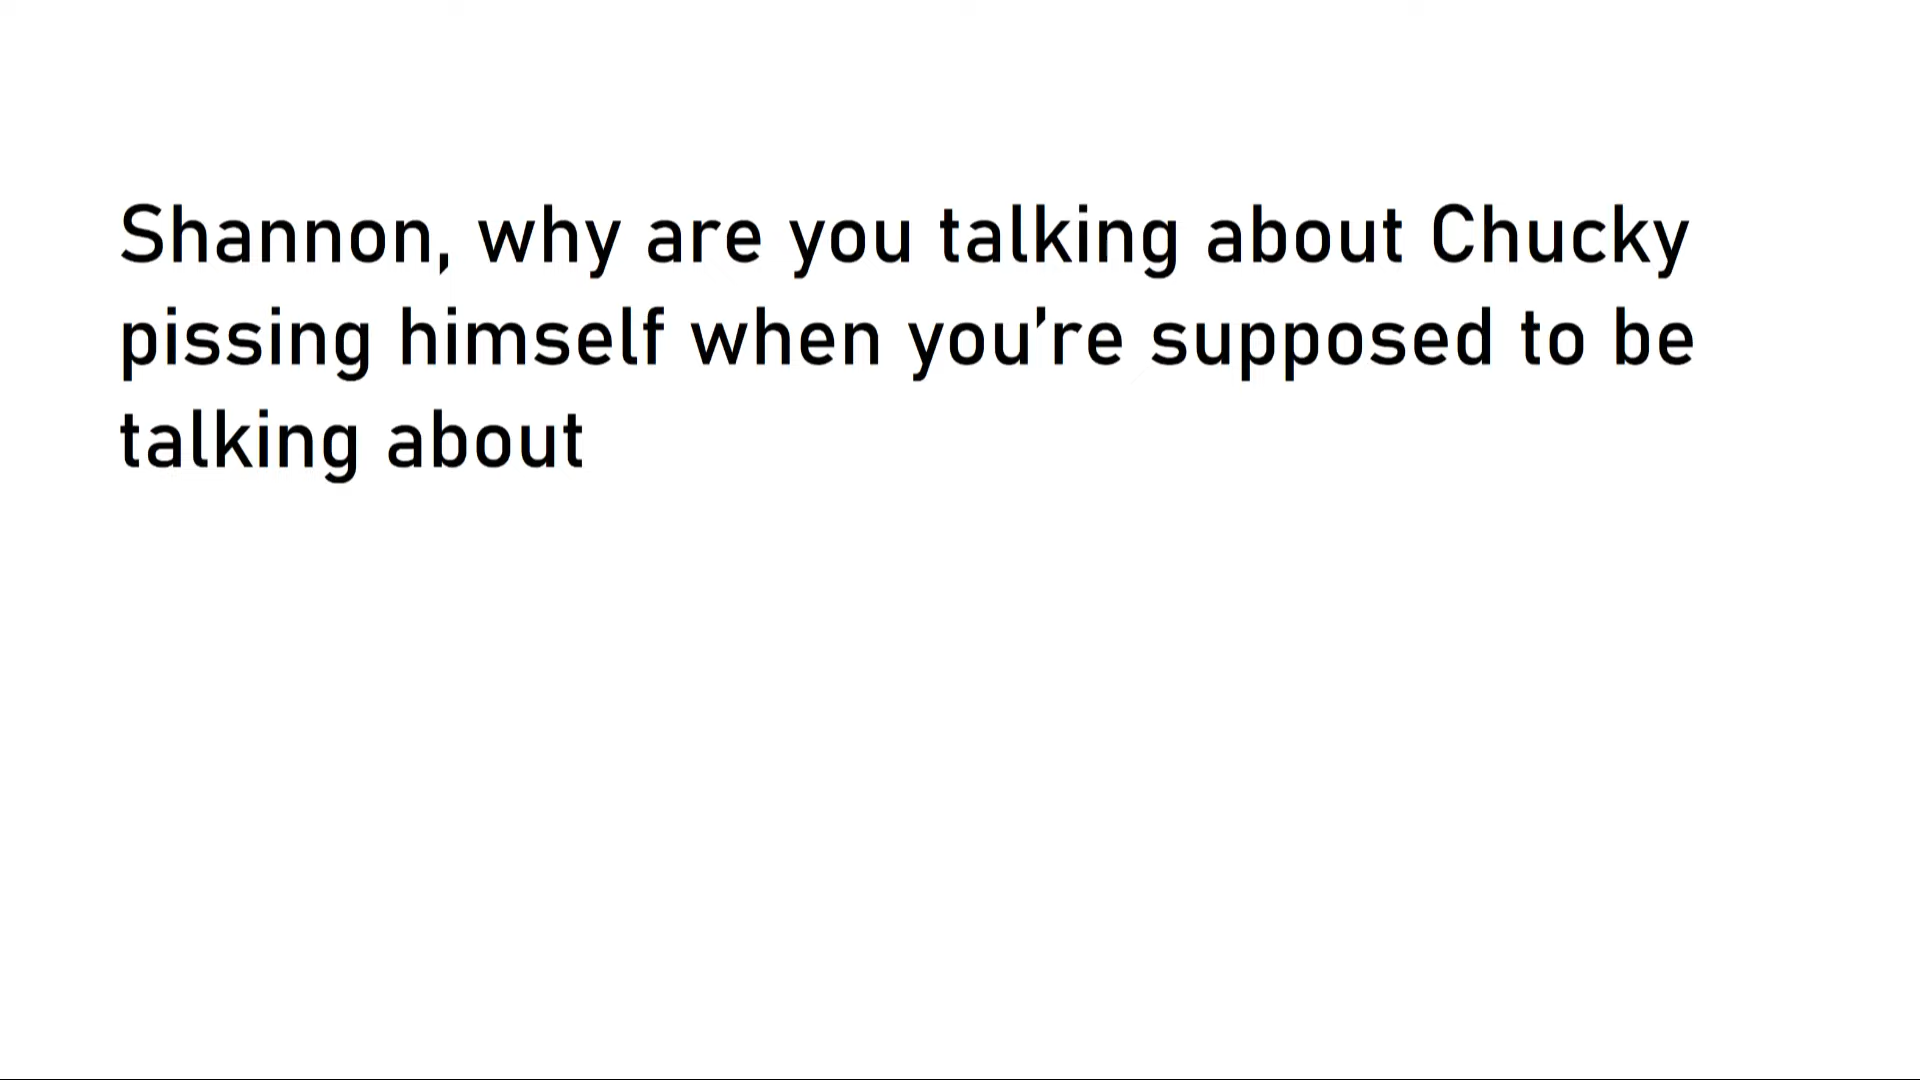 Shannon, why are you talking about Chucky
pissing himself when you’re supposed to be
talking about